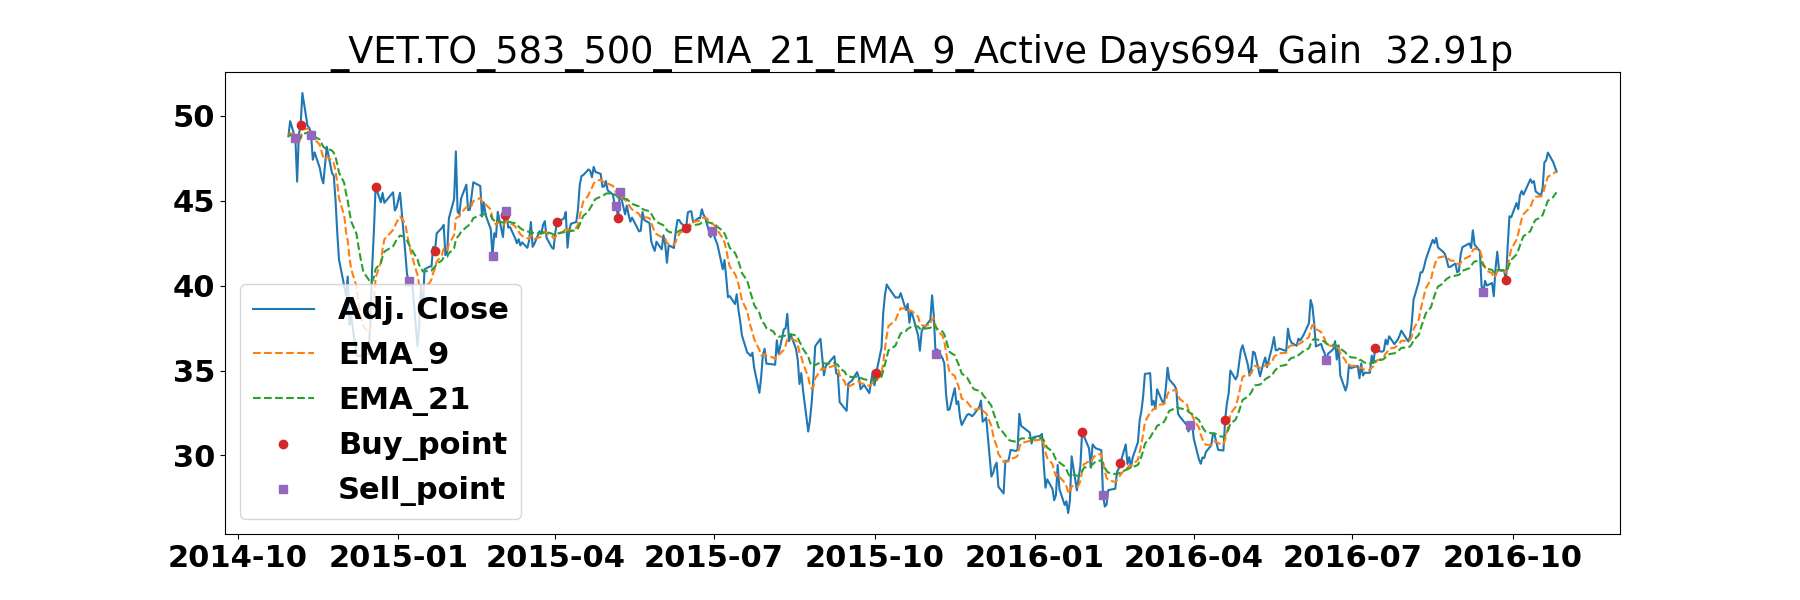 _VET.TO_583_500_EMA_21_EMA_9_Active Days694_Gain  32.91p
50
45
40
35
30
Adj. Close
EMA_9
EMA_21
Buy_point
Sell_point
2014-10 2015-01 2015-04 2015-07 2015-10 2016-01 2016-04 2016-07 2016-10